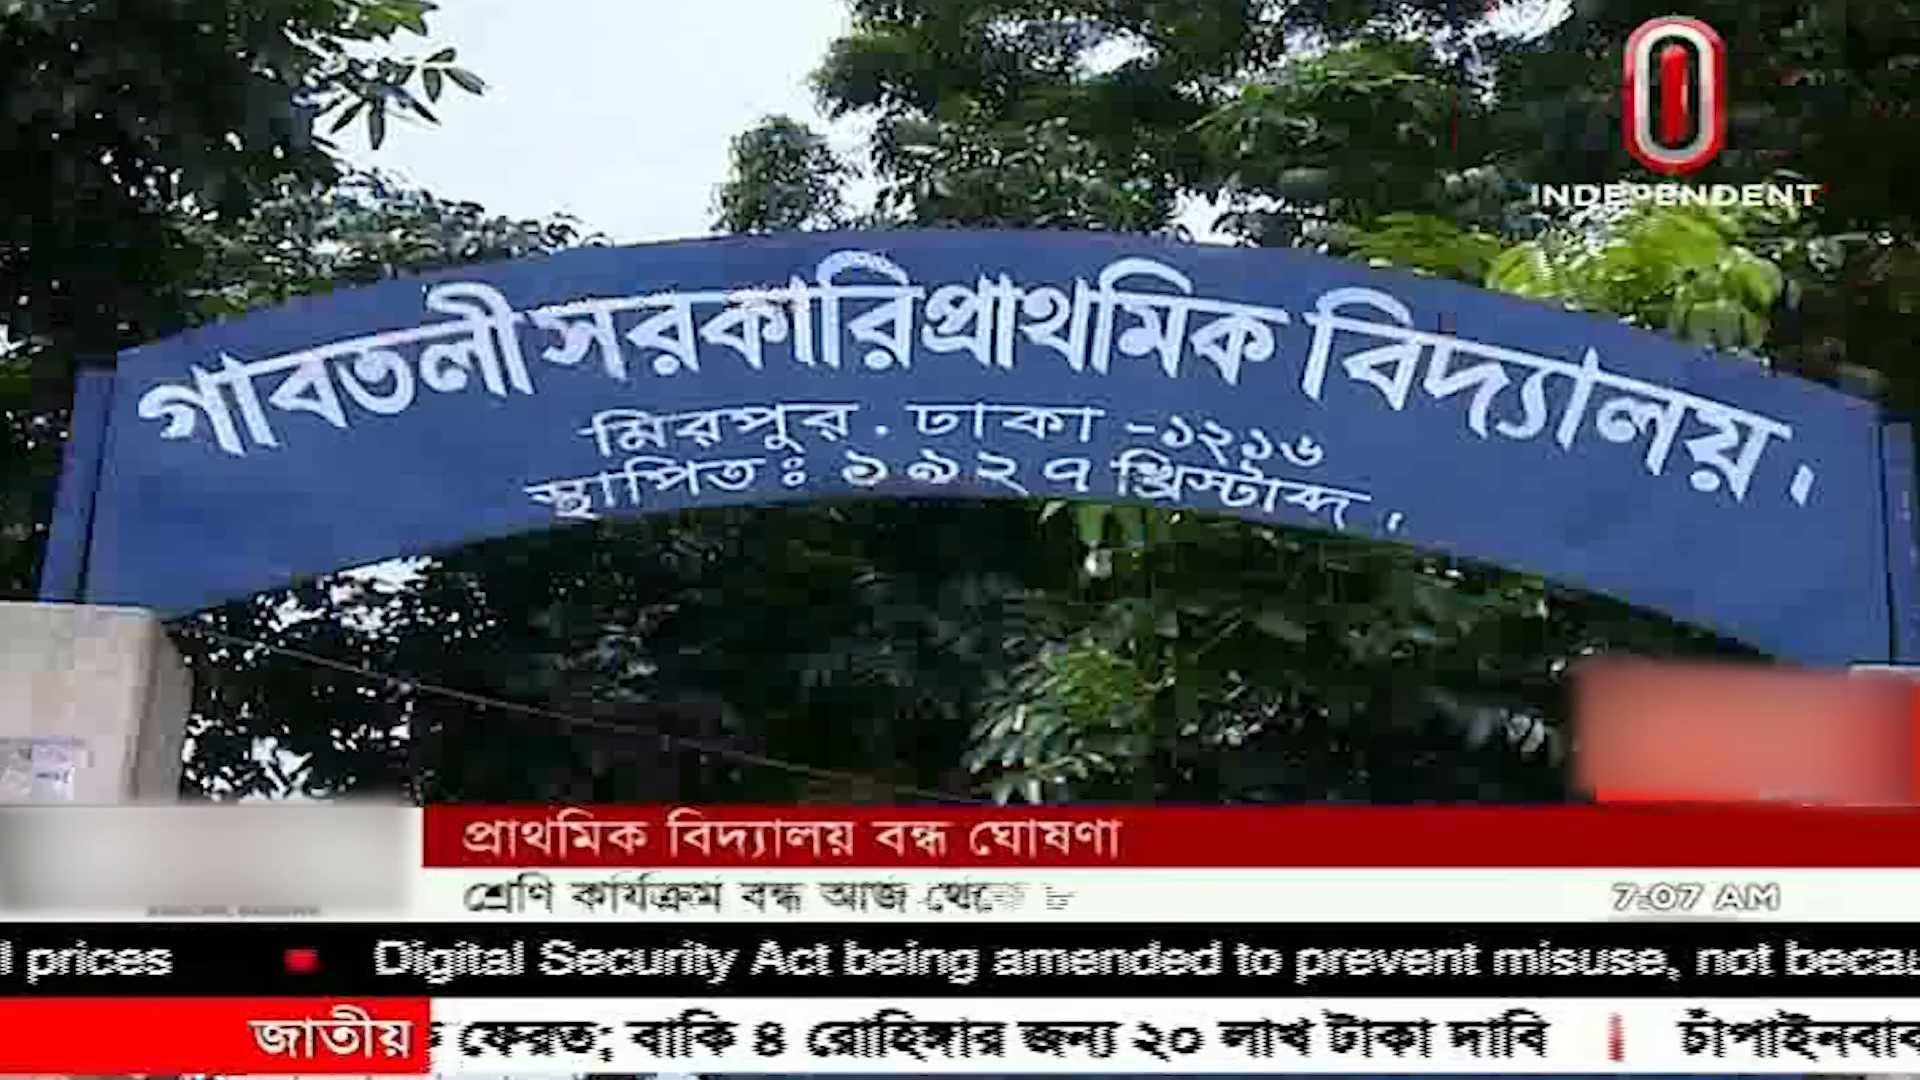 INDEPENDENT
গাবতলী সরকারি প্রাথমিক বিদ্যালয়।
মিরপুর. ঢাকা -১২১৬
স্থাপিতঃ ১৯২৭ খ্রিস্টাব্দ।
প্রাথমিক বিদ্যালয় বন্ধ ঘোষণা
শ্রেণি কার্যক্রম বন্ধ আজ থেকে
7:07 AM
prices Digital Security Act being amended to prevent misuse, not
জাতীয় ফেরত; বাকি ৪ রোহিঙ্গার জন্য ২০ লাখ টাকা দাবি